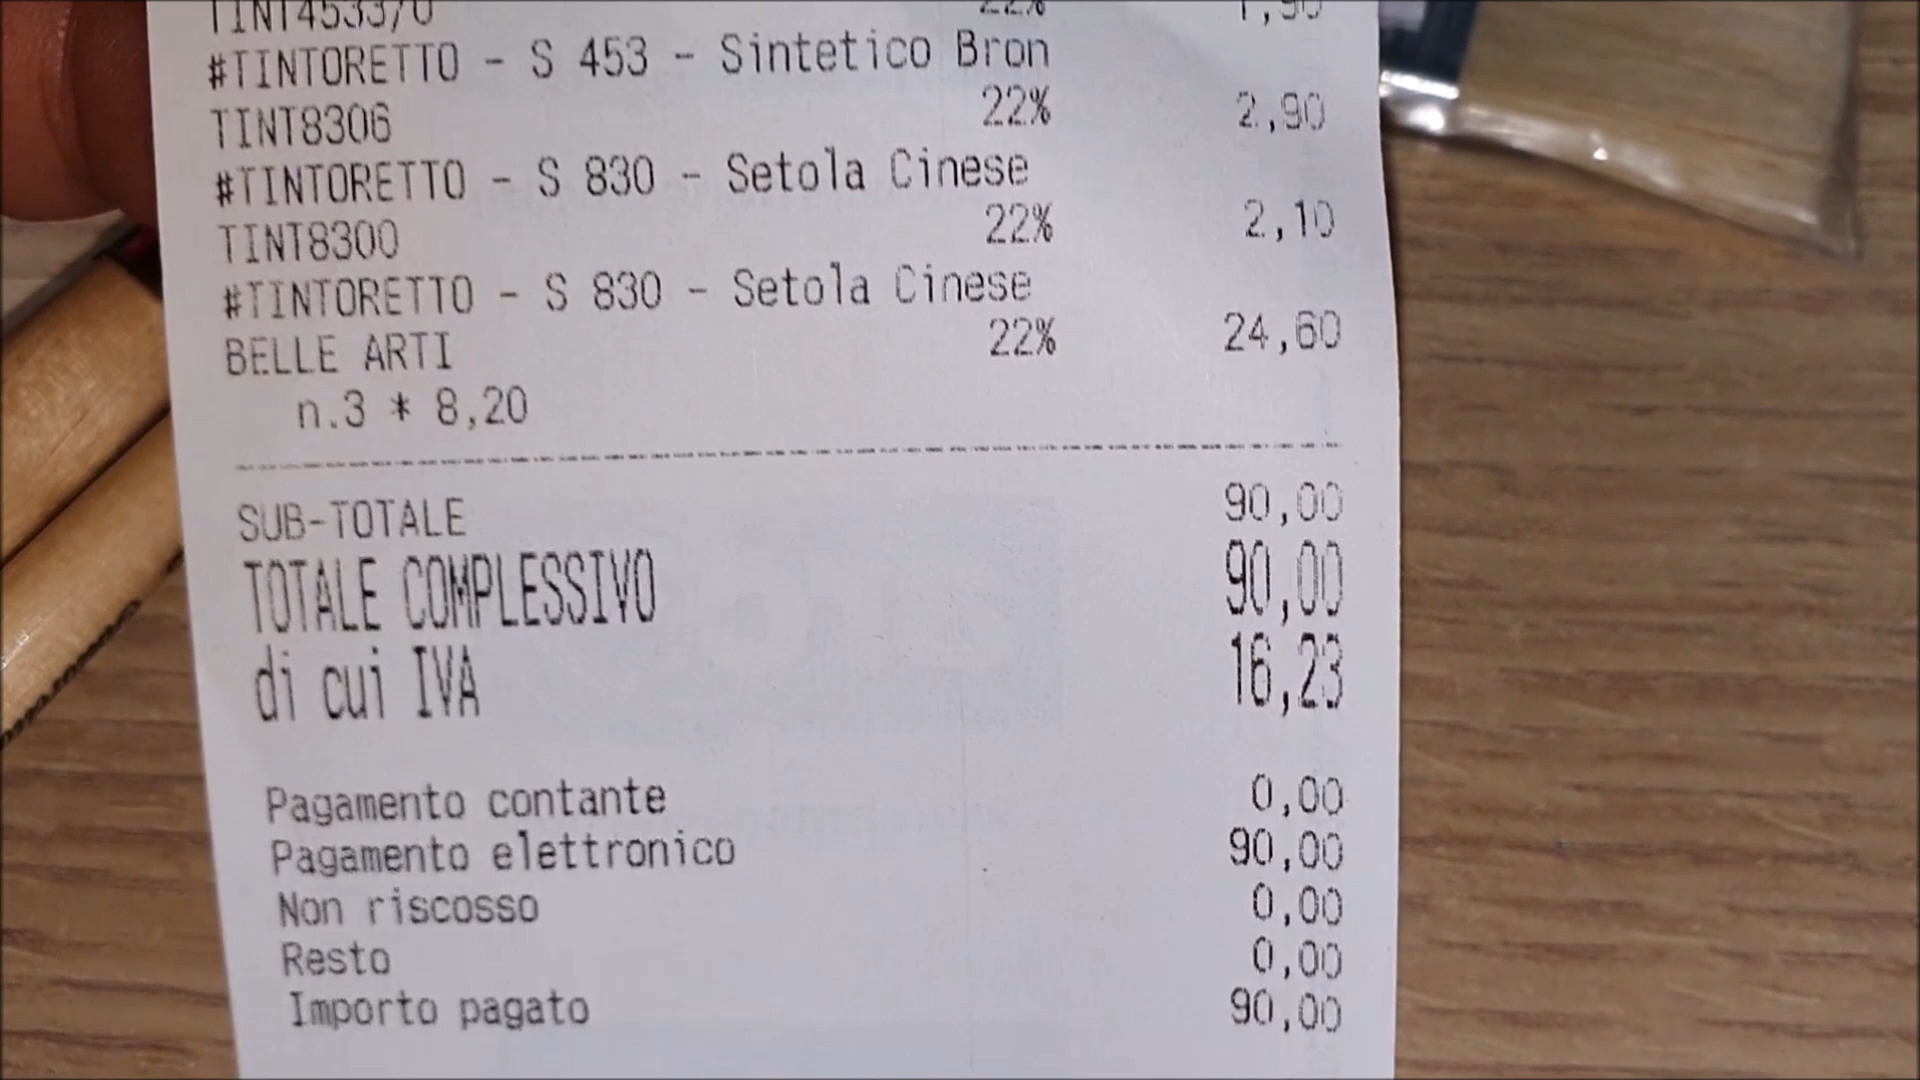 22% 1,90
#TINTORETTO - S 453 - Sintetico Bron
TINT8306 22% 2,90
#TINTORETTO - S 830 - Setola Cinese
TINT8300 22% 2,10
#TINTORETTO - S 830 - Setola Cinese
BELLE ARTI 22% 24,60
n.3 * 8,20
SUB-TOTALE 90,00
TOTALE COMPLESSIVO 90,00
di cui IVA 16,23
Pagamento contante 0,00
Pagamento elettronico 90,00
Non riscosso 0,00
Resto 0,00
Importo pagato 90,00